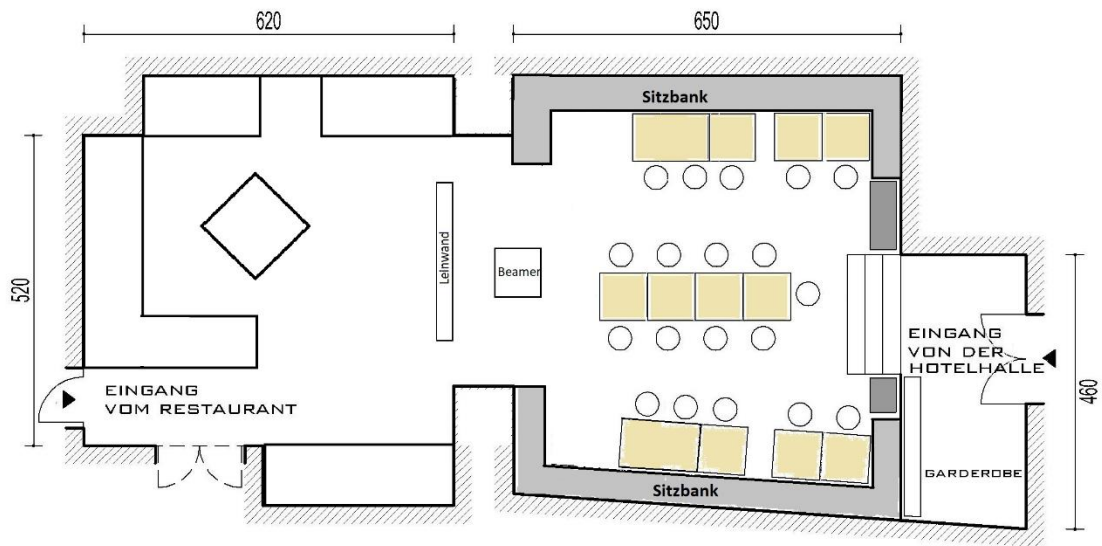 620
650
Sitzbank
520
Leinwand
Beamer
EINGANG
VON DER
HOTELHALLE
460
EINGANG
VOM RESTAURANT
GARDEROBE
Sitzbank